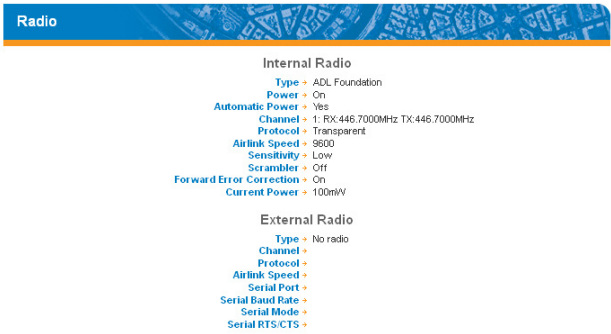 Radio
Internal Radio
Type → ADL Foundation
Power → On
Automatic Power → Yes
Channel → 1: RX:446.7000MHz TX:446.7000MHz
Protocol → Transparent
Airlink Speed → 9600
Sensitivity → Low
Scrambler → Off
Forward Error Correction → On
Current Power → 100mW
External Radio
Type → No radio
Channel →
Protocol →
Airlink Speed →
Serial Port →
Serial Baud Rate →
Serial Mode →
Serial RTS/CTS →